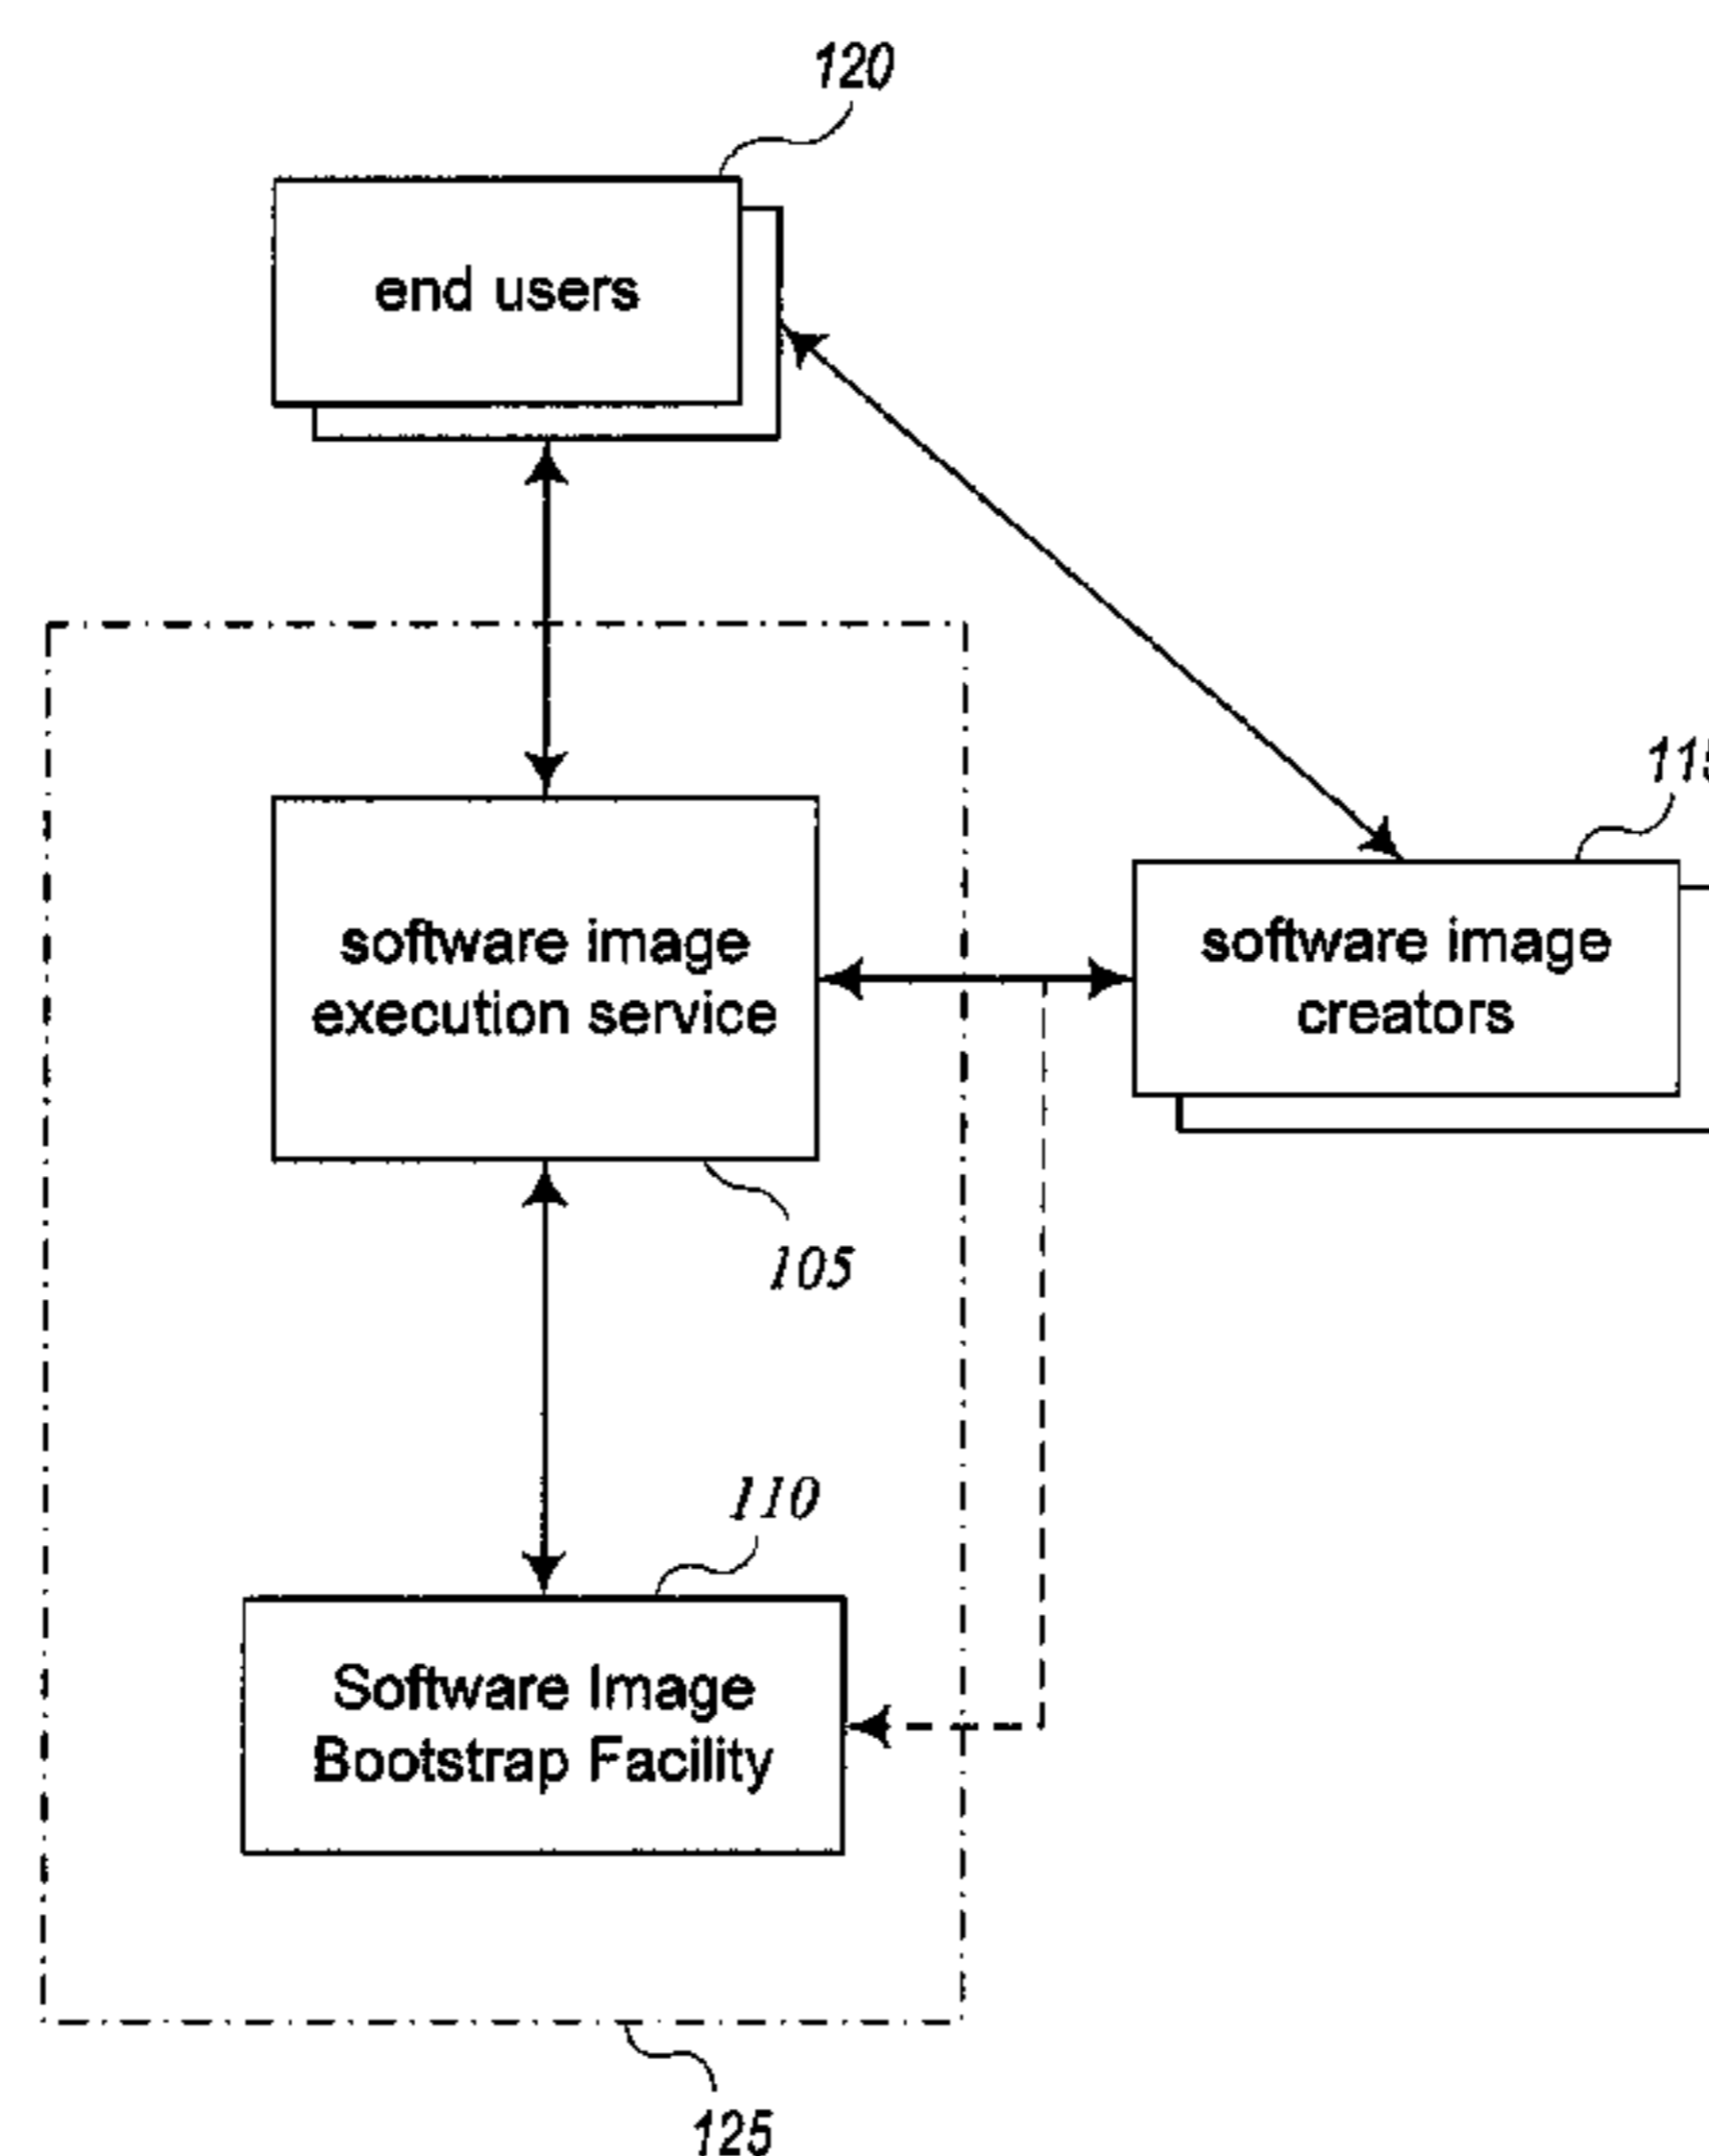 120
end users
115
software image
execution service
software image
creators
105
110
Software Image
Bootstrap Facility
125